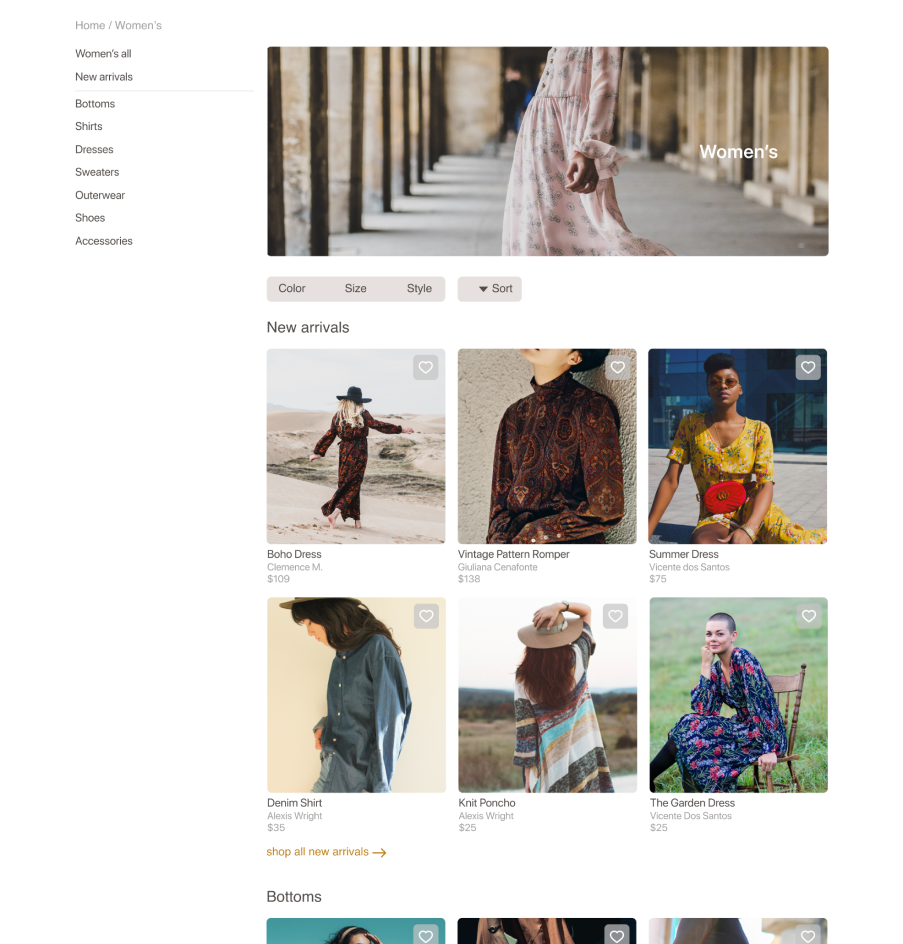 Home / Women's
Women's all
New arrivals
Bottoms
Shirts
Dresses
Sweaters
Outerwear
Shoes
Accessories
Women's
Color
Size
Style
Sort
New arrivals
Boho Dress
Clemence M.
$109
Vintage Pattern Romper
Giuliana Cenafonte
$138
Summer Dress
Vicente dos Santos
$75
Denim Shirt
Alexis Wright
$35
Knit Poncho
Alexis Wright
$25
The Garden Dress
Vicente Dos Santos
$25
shop all new arrivals
Bottoms